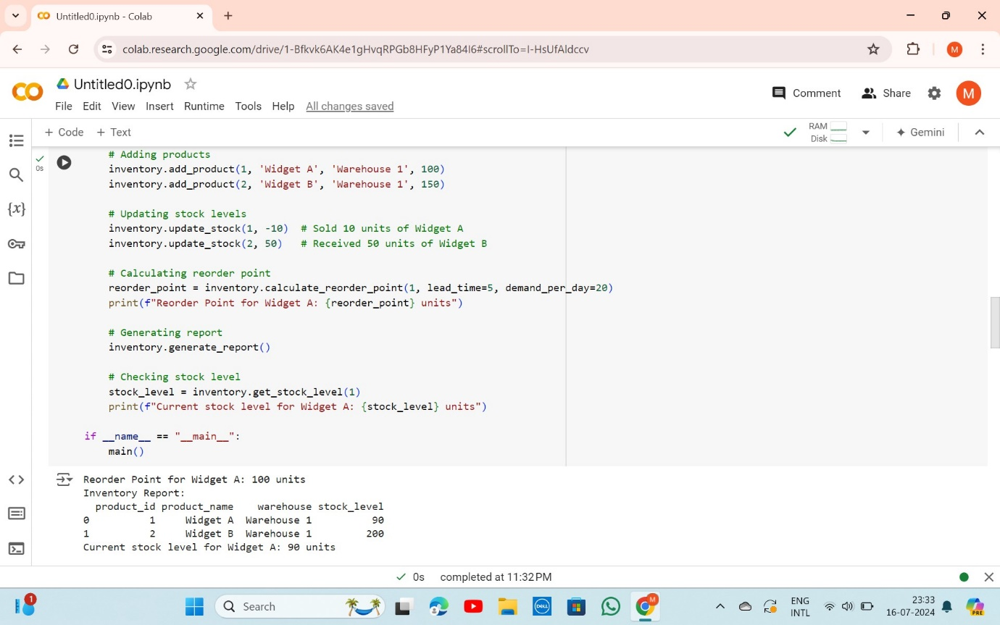 Untitled0.ipynb - Colab
colab.research.google.com/drive/1-Bfkvk6AK4e1gHvqRPGb8HFyP1Ya84I6#scrollTo=I-HsUfAldccv
M
Untitled0.ipynb
Comment
Share
M
File Edit View Insert Runtime Tools Help All changes saved
+ Code + Text
RAM
Disk
Gemini
0s
# Adding products
inventory.add_product(1, 'Widget A', 'Warehouse 1', 100)
inventory.add_product(2, 'Widget B', 'Warehouse 1', 150)
# Updating stock levels
inventory.update_stock(1, -10)  # Sold 10 units of Widget A
inventory.update_stock(2, 50)   # Received 50 units of Widget B
# Calculating reorder point
reorder_point = inventory.calculate_reorder_point(1, lead_time=5, demand_per_day=20)
print(f"Reorder Point for Widget A: {reorder_point} units")
# Generating report
inventory.generate_report()
# Checking stock level
stock_level = inventory.get_stock_level(1)
print(f"Current stock level for Widget A: {stock_level} units")
if __name__ == "__main__":
main()
{x}
Reorder Point for Widget A: 100 units
Inventory Report:
product_id product_name    warehouse stock_level
0          1     Widget A  Warehouse 1          90
1          2     Widget B  Warehouse 1         200
Current stock level for Widget A: 90 units
0s completed at 11:32 PM
1
Search
DELL
M
ENG
INTL
23:33
16-07-2024
PRE